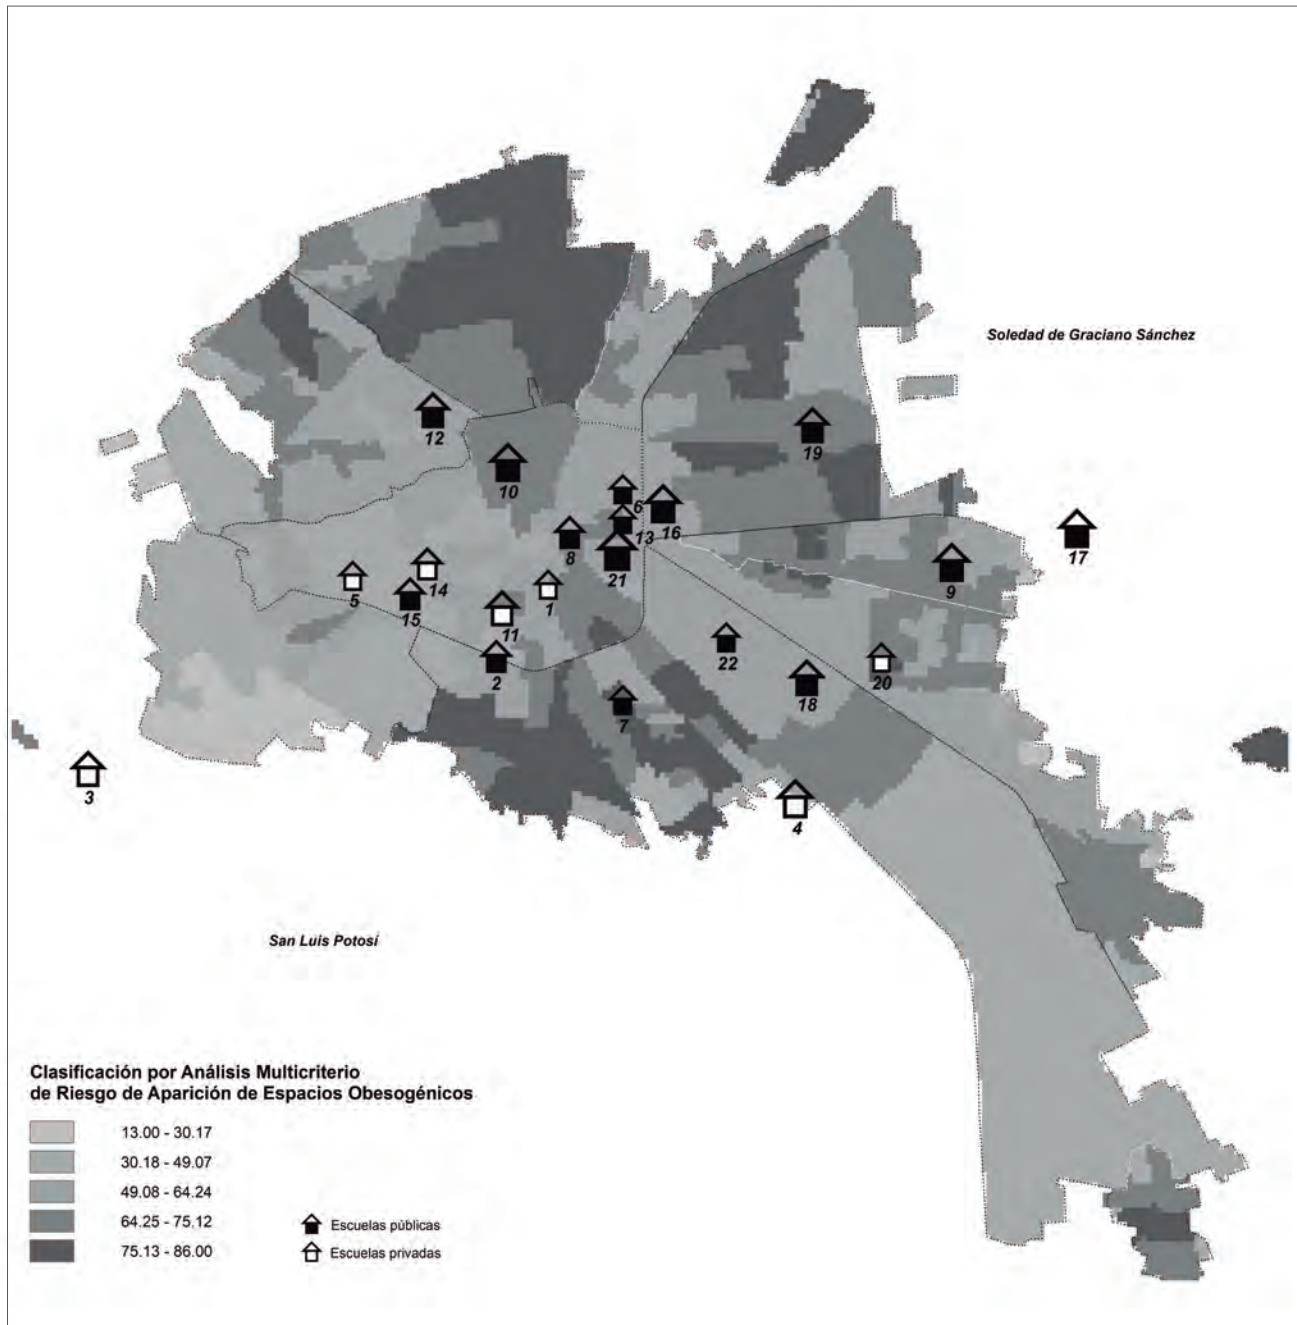 Soledad de Graciano Sánchez
12
19
10
6
13
16
17
8
21
9
5
14
1
15
11
2
22
20
18
7
3
4
San Luis Potosí
Clasificación por Análisis Multicriterio
de Riesgo de Aparición de Espacios Obesogénicos
13.00 - 30.17
30.18 - 49.07
49.08 - 64.24
64.25 - 75.12
75.13 - 86.00
Escuelas públicas
Escuelas privadas